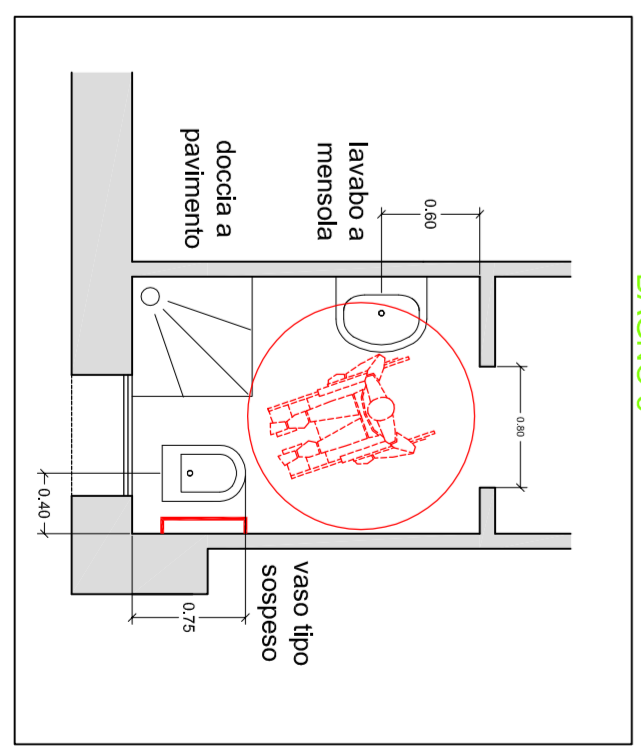 lavabo a
mensola
doccia a
pavimento
vaso tipo
sospeso
0.60
0.80
0.40
0.75